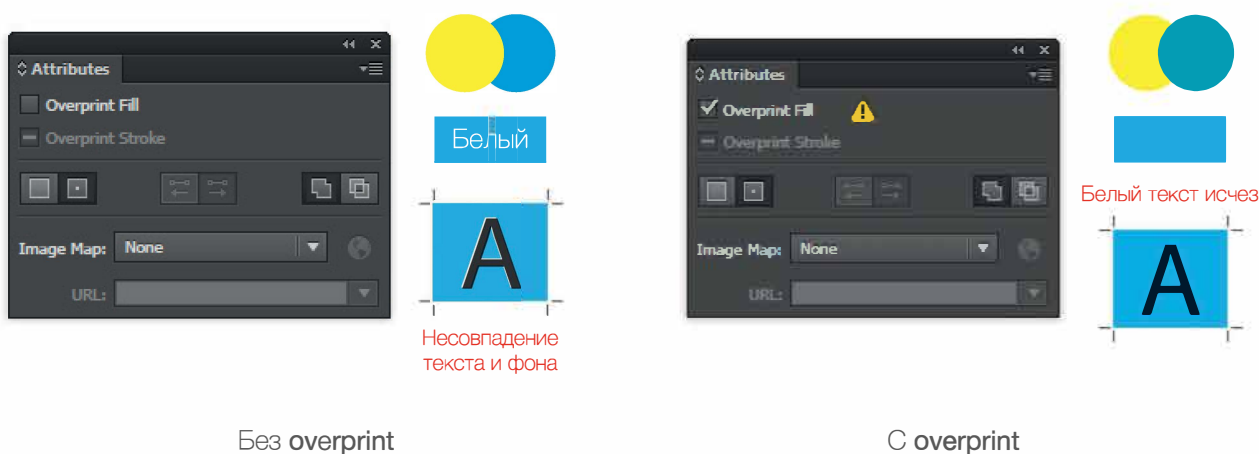 Attributes
Overprint Fill
Overprint Stroke
Image Map: None
URL:
Белый
A
Несовпадение
текста и фона
Без overprint
Attributes
Overprint Fill
Overprint Stroke
Image Map: None
URL:
Белый текст исчез
A
С overprint